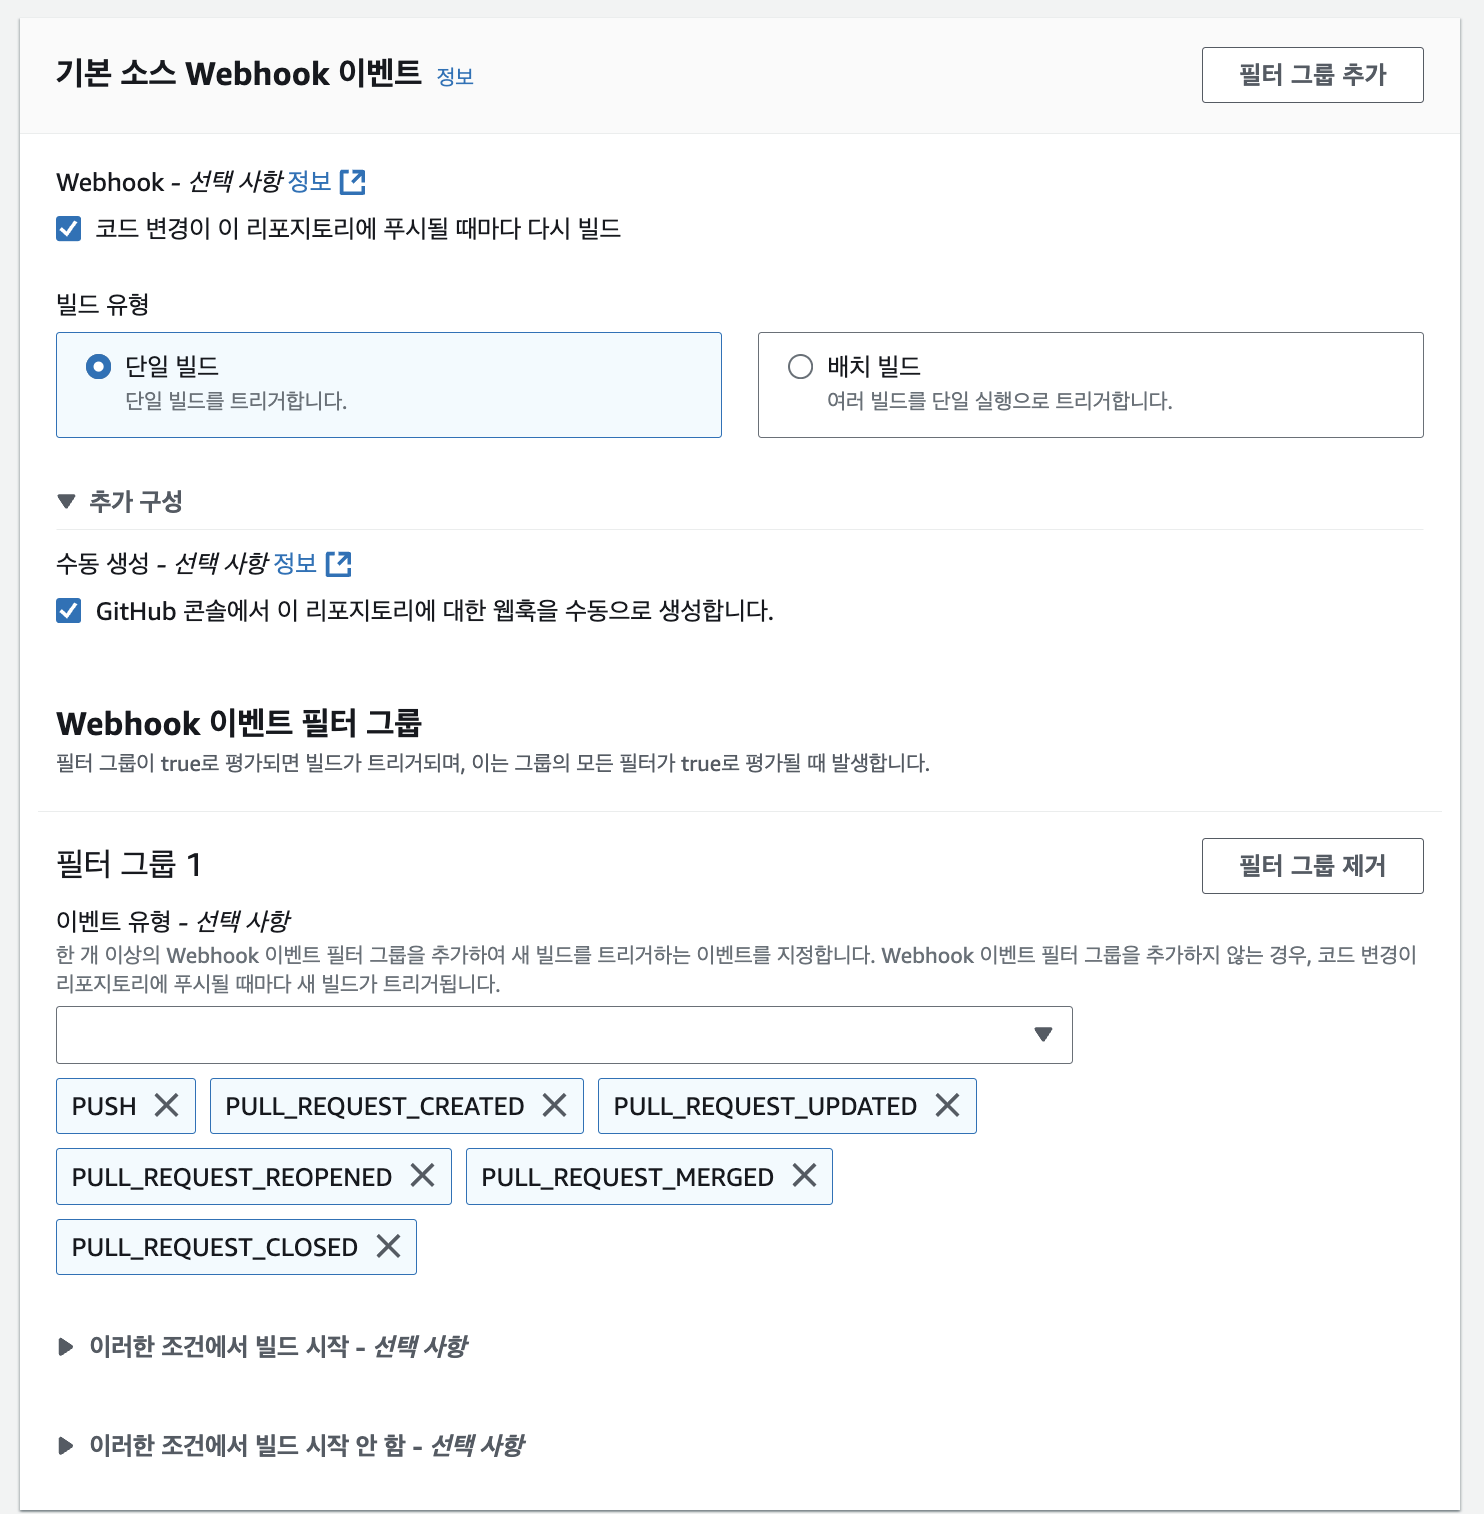 기본 소스 Webhook 이벤트 정보
필터 그룹 추가
Webhook - 선택 사항 정보
코드 변경이 이 리포지토리에 푸시될 때마다 다시 빌드
빌드 유형
단일 빌드
단일 빌드를 트리거합니다.
배치 빌드
여러 빌드를 단일 실행으로 트리거합니다.
추가 구성
수동 생성 - 선택 사항 정보
GitHub 콘솔에서 이 리포지토리에 대한 웹훅을 수동으로 생성합니다.
Webhook 이벤트 필터 그룹
필터 그룹이 true로 평가되면 빌드가 트리거되며, 이는 그룹의 모든 필터가 true로 평가될 때 발생합니다.
필터 그룹 1
필터 그룹 제거
이벤트 유형 - 선택 사항
한 개 이상의 Webhook 이벤트 필터 그룹을 추가하여 새 빌드를 트리거하는 이벤트를 지정합니다. Webhook 이벤트 필터 그룹을 추가하지 않는 경우, 코드 변경이
리포지토리에 푸시될 때마다 새 빌드가 트리거됩니다.
PUSH PULL_REQUEST_CREATED PULL_REQUEST_UPDATED
PULL_REQUEST_REOPENED PULL_REQUEST_MERGED
PULL_REQUEST_CLOSED
이러한 조건에서 빌드 시작 - 선택 사항
이러한 조건에서 빌드 시작 안 함 - 선택 사항